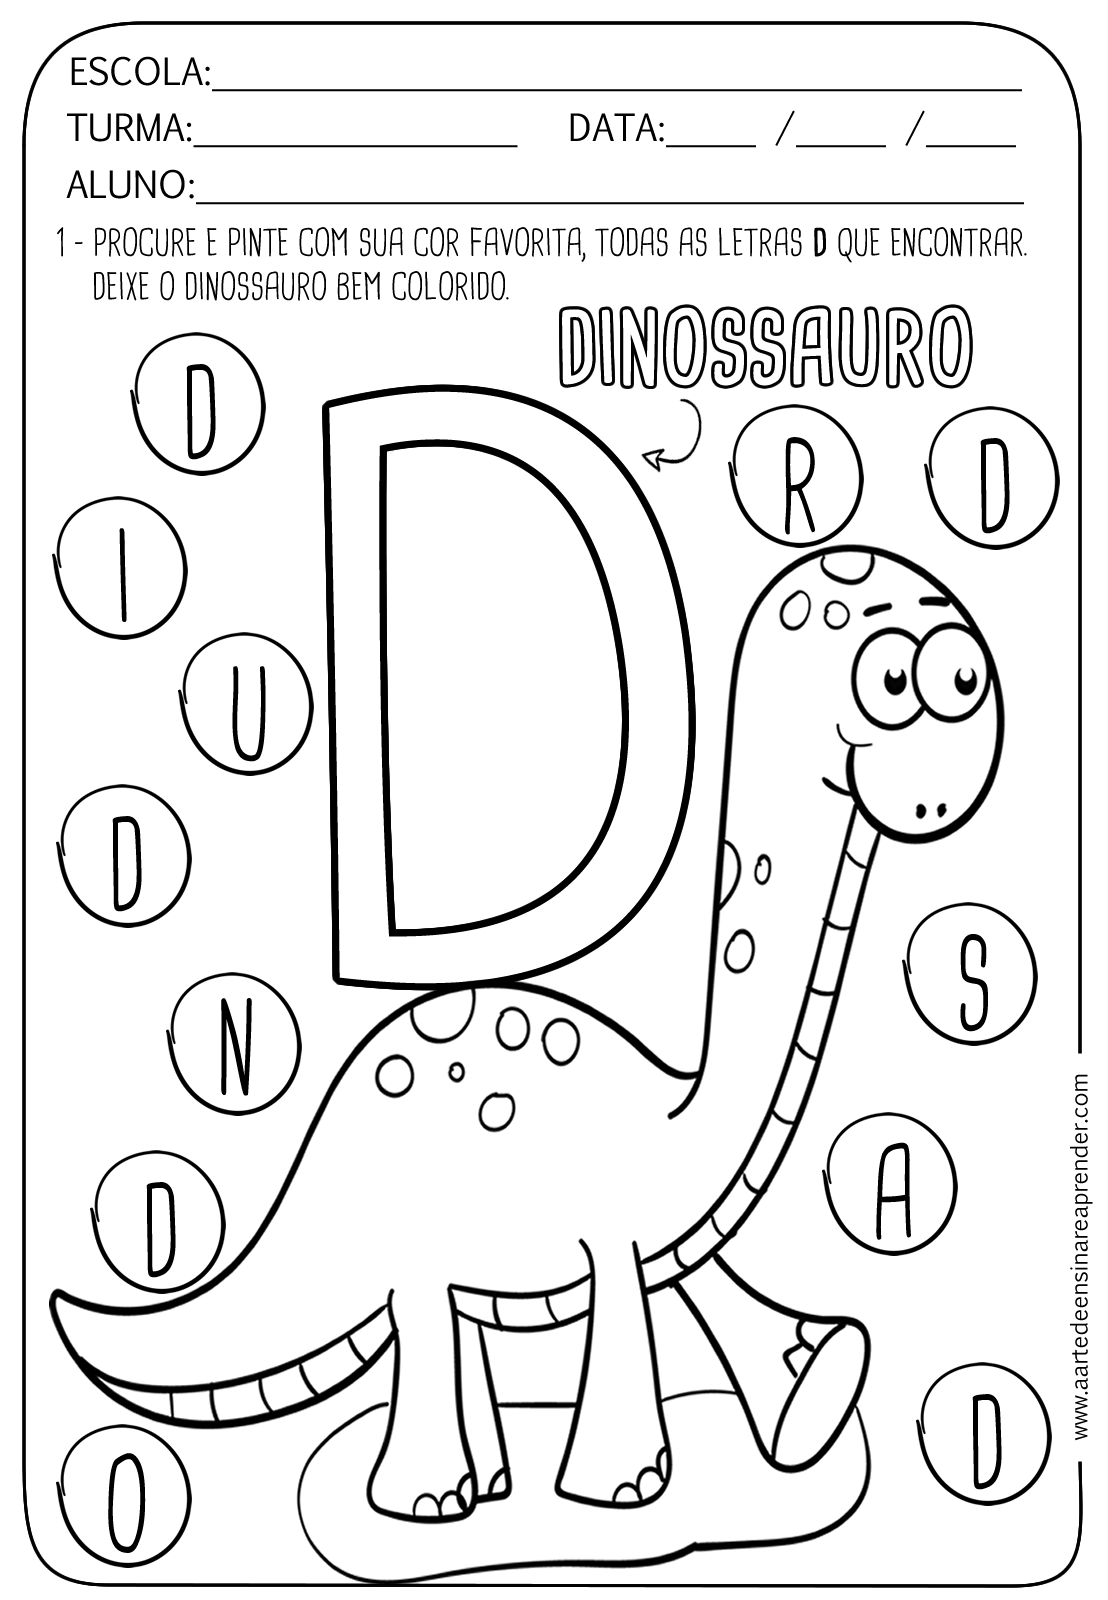 ESCOLA:
TURMA: DATA: / /
ALUNO:
1 - PROCURE E PINTE COM SUA COR FAVORITA, TODAS AS LETRAS D QUE ENCONTRAR.
DEIXE O DINOSSAURO BEM COLORIDO.
DINOSSAURO
D
D
R
D
I
U
D
S
N
A
D
D
O
www.aartedeensinareaprender.com